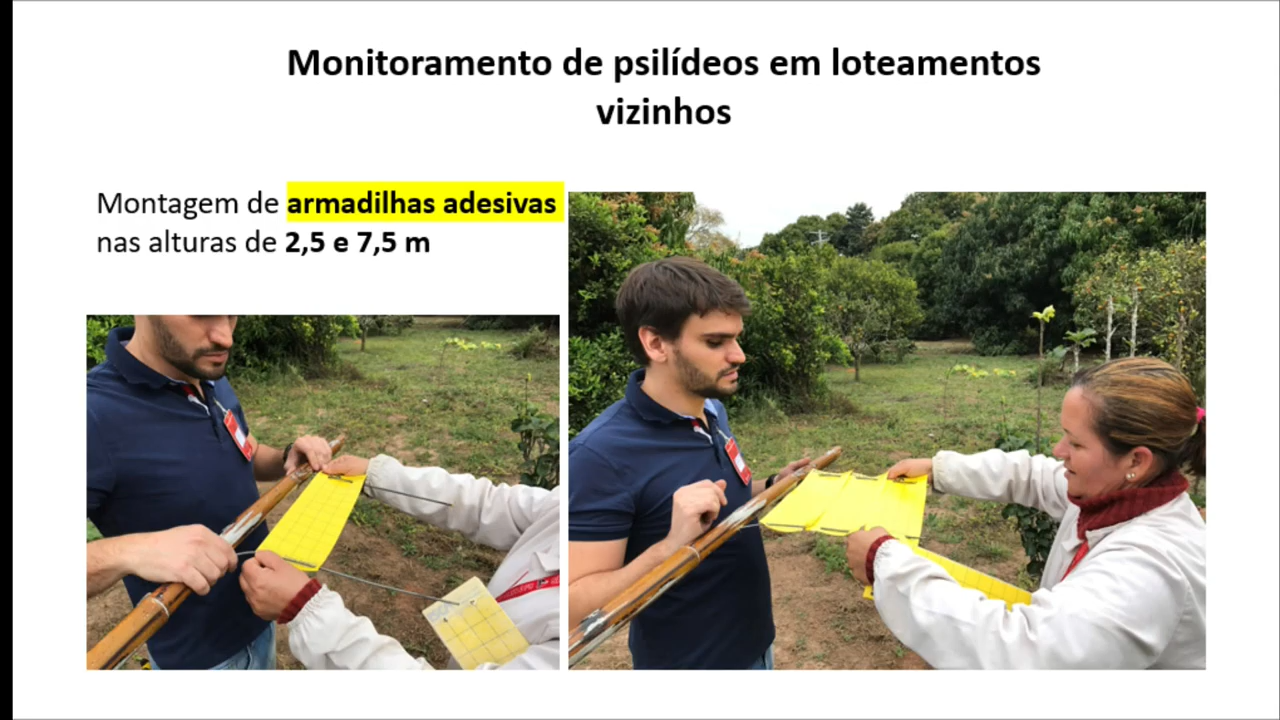 Monitoramento de psilídeos em loteamentos
vizinhos
Montagem de armadilhas adesivas
nas alturas de 2,5 e 7,5 m